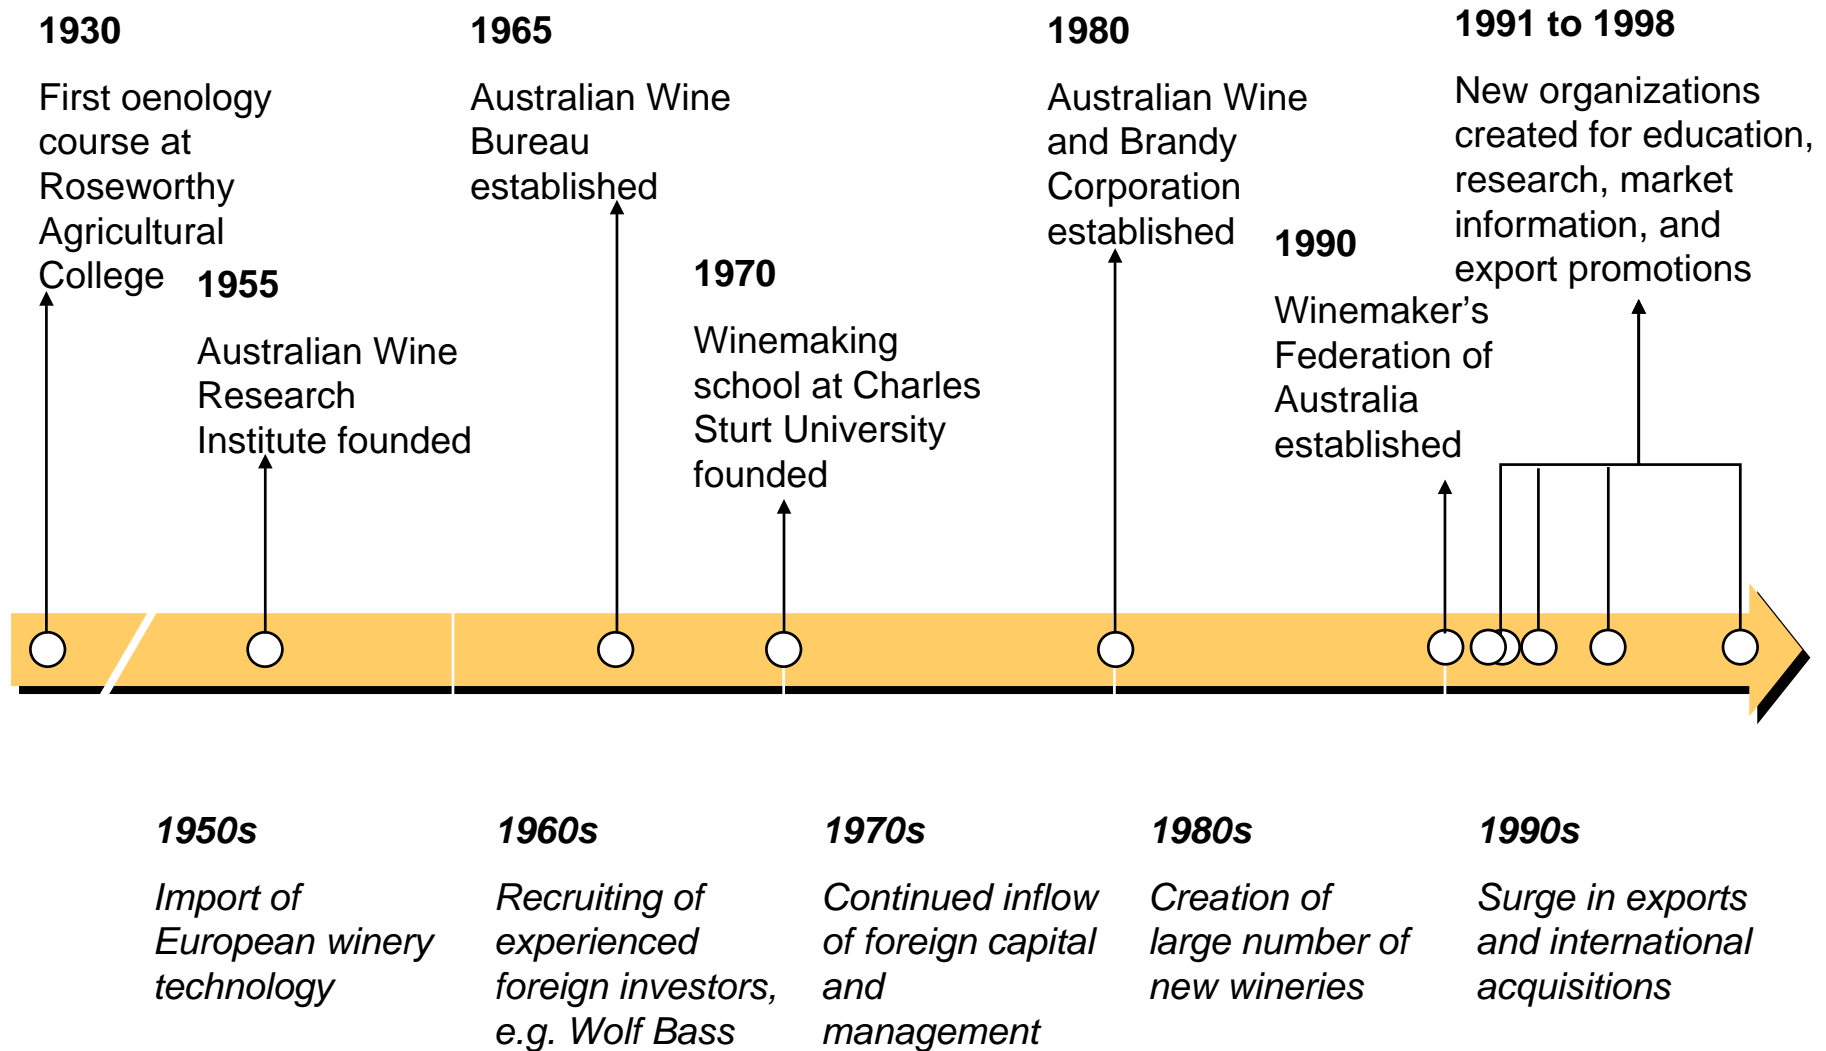 1930
First oenology
course at
Roseworthy
Agricultural
College
1955
Australian Wine
Research
Institute founded
1965
Australian Wine
Bureau
established
1970
Winemaking
school at Charles
Sturt University
founded
1980
Australian Wine
and Brandy
Corporation
established
1990
Winemaker’s
Federation of
Australia
established
1991 to 1998
New organizations
created for education,
research, market
information, and
export promotions
1950s
Import of
European winery
technology
1960s
Recruiting of
experienced
foreign investors,
e.g. Wolf Bass
1970s
Continued inflow
of foreign capital
and
management
1980s
Creation of
large number of
new wineries
1990s
Surge in exports
and international
acquisitions